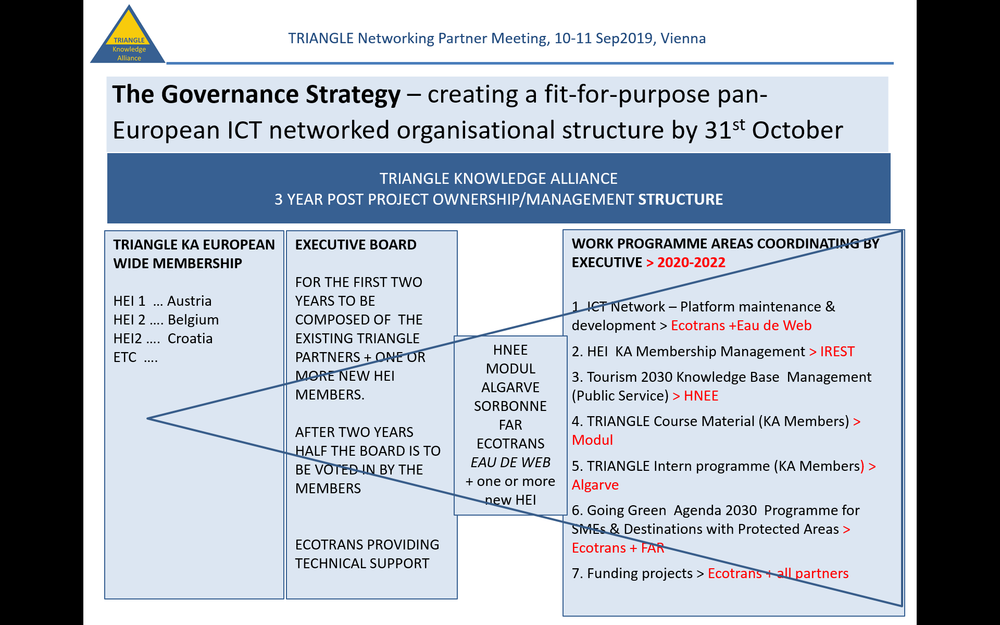 TRIANGLE
Knowledge
Alliance
TRIANGLE Networking Partner Meeting, 10-11 Sep2019, Vienna
The Governance Strategy – creating a fit-for-purpose pan-
European ICT networked organisational structure by 31st October
TRIANGLE KNOWLEDGE ALLIANCE
3 YEAR POST PROJECT OWNERSHIP/MANAGEMENT STRUCTURE
TRIANGLE KA EUROPEAN
WIDE MEMBERSHIP
HEI 1 ... Austria
HEI 2 .... Belgium
HEI2 .... Croatia
ETC ....
EXECUTIVE BOARD
FOR THE FIRST TWO
YEARS TO BE
COMPOSED OF THE
EXISTING TRIANGLE
PARTNERS + ONE OR
MORE NEW HEI
MEMBERS.
AFTER TWO YEARS
HALF THE BOARD IS TO
BE VOTED IN BY THE
MEMBERS
ECOTRANS PROVIDING
TECHNICAL SUPPORT
HNEE
MODUL
ALGARVE
SORBONNE
FAR
ECOTRANS
EAU DE WEB
+ one or more
new HEI
WORK PROGRAMME AREAS COORDINATING BY
EXECUTIVE > 2020-2022
1. ICT Network – Platform maintenance &
development > Ecotrans +Eau de Web
2. HEI KA Membership Management > IREST
3. Tourism 2030 Knowledge Base Management
(Public Service) > HNEE
4. TRIANGLE Course Material (KA Members) >
Modul
5. TRIANGLE Intern programme (KA Members) >
Algarve
6. Going Green Agenda 2030 Programme for
SMEs & Destinations with Protected Areas >
Ecotrans + FAR
7. Funding projects > Ecotrans + all partners